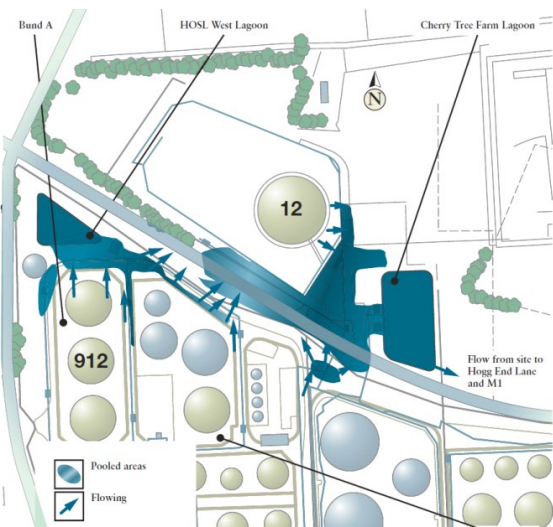 Bund A
HOSL West Lagoon
Cherry Tree Farm Lagoon
N
12
912
Flow from site to
Hogg End Lane
and M1
Pooled areas
Flowing